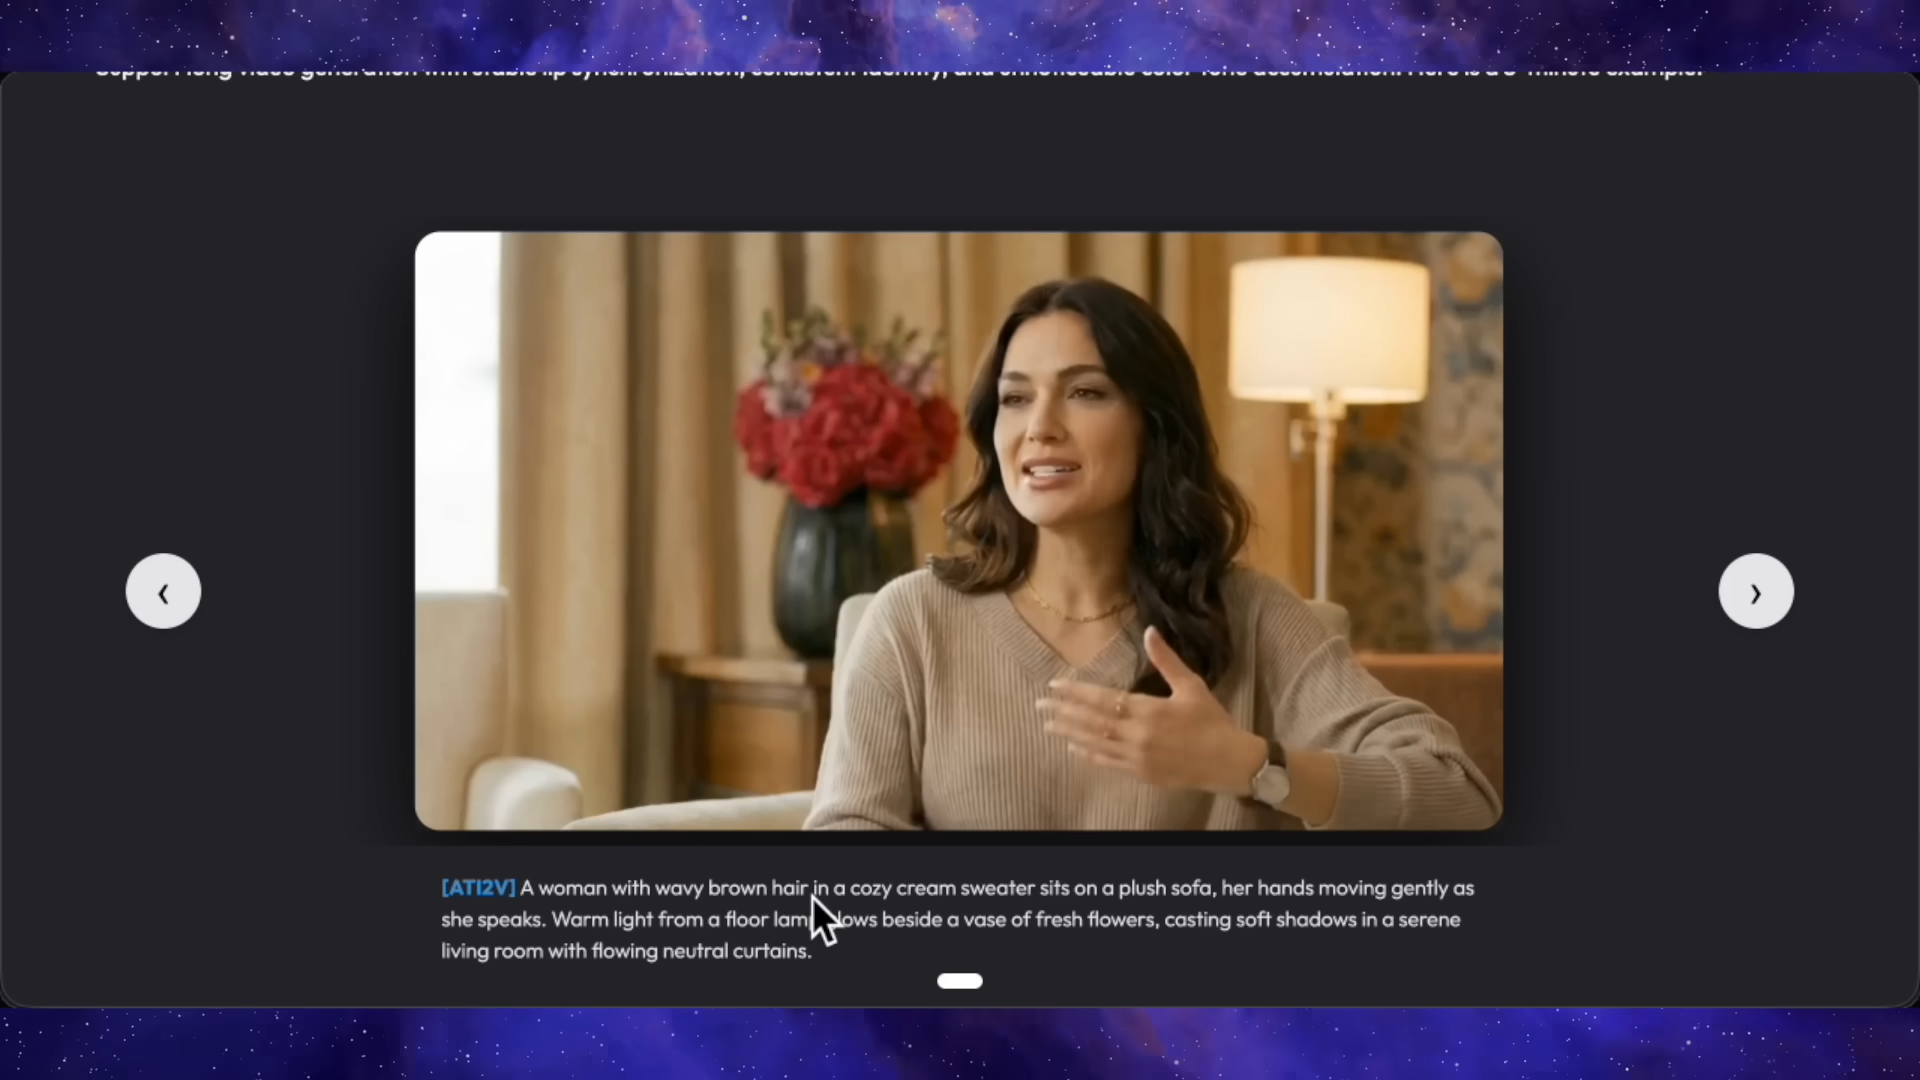 [ATI2V] A woman with wavy brown hair in a cozy cream sweater sits on a plush sofa, her hands moving gently as
she speaks. Warm light from a floor lamp lows beside a vase of fresh flowers, casting soft shadows in a serene
living room with flowing neutral curtains.